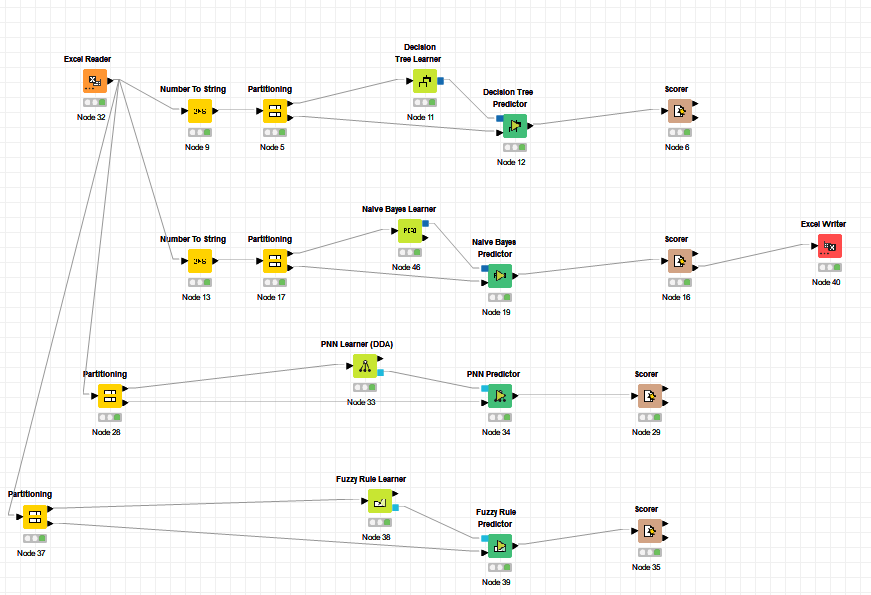 Decision
Tree Learner
Excel Reader
Number To String
Partitioning
Decision Tree
Predictor
Scorer
Node 32
Node 11
Node 9
Node 5
Node 12
Node 6
Naive Bayes Learner
P(A)
Excel Writer
Number To String
Partitioning
Naive Bayes
Predictor
Scorer
Node 46
Node 40
Node 13
Node 17
Node 19
Node 16
PNN Learner (DDA)
Partitioning
PNN Predictor
Scorer
Node 33
Node 28
Node 34
Node 29
Fuzzy Rule Learner
Partitioning
Fuzzy Rule
Predictor
Scorer
Node 38
Node 37
Node 39
Node 35